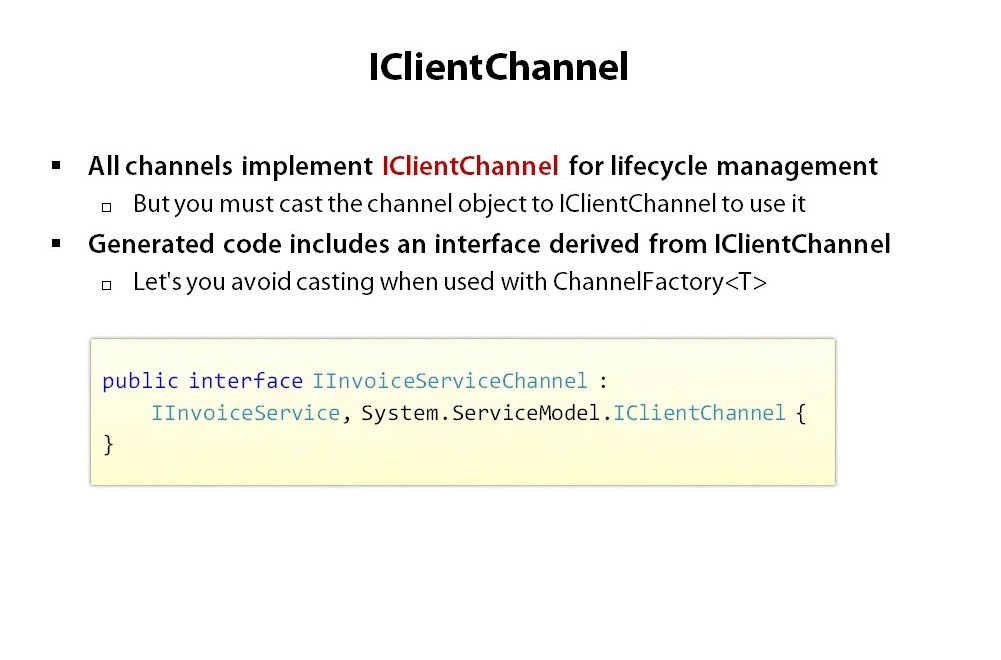 IClientChannel
▪ All channels implement IClientChannel for lifecycle management
▫ But you must cast the channel object to IClientChannel to use it
▪ Generated code includes an interface derived from IClientChannel
▫ Let's you avoid casting when used with ChannelFactory<T>
public interface IInvoiceServiceChannel :
    IInvoiceService, System.ServiceModel.IClientChannel {
}